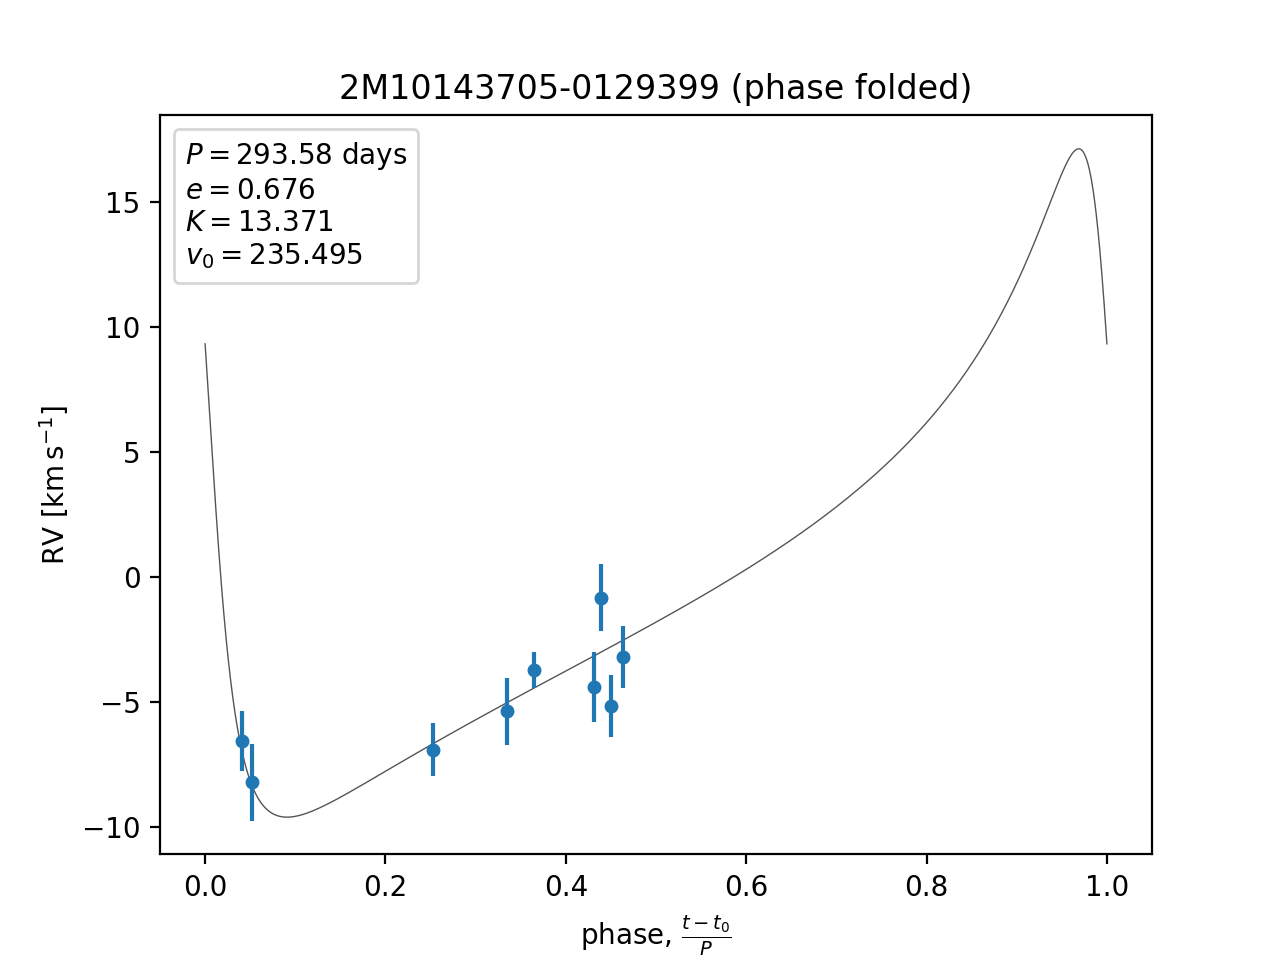 2M10143705-0129399 (phase folded)
P = 293.58 days
e = 0.676
K = 13.371
v₀ = 235.495
15
10
5
0
−5
−10
RV [km s⁻¹]
0.0 0.2 0.4 0.6 0.8 1.0
phase, (t − t₀)/P